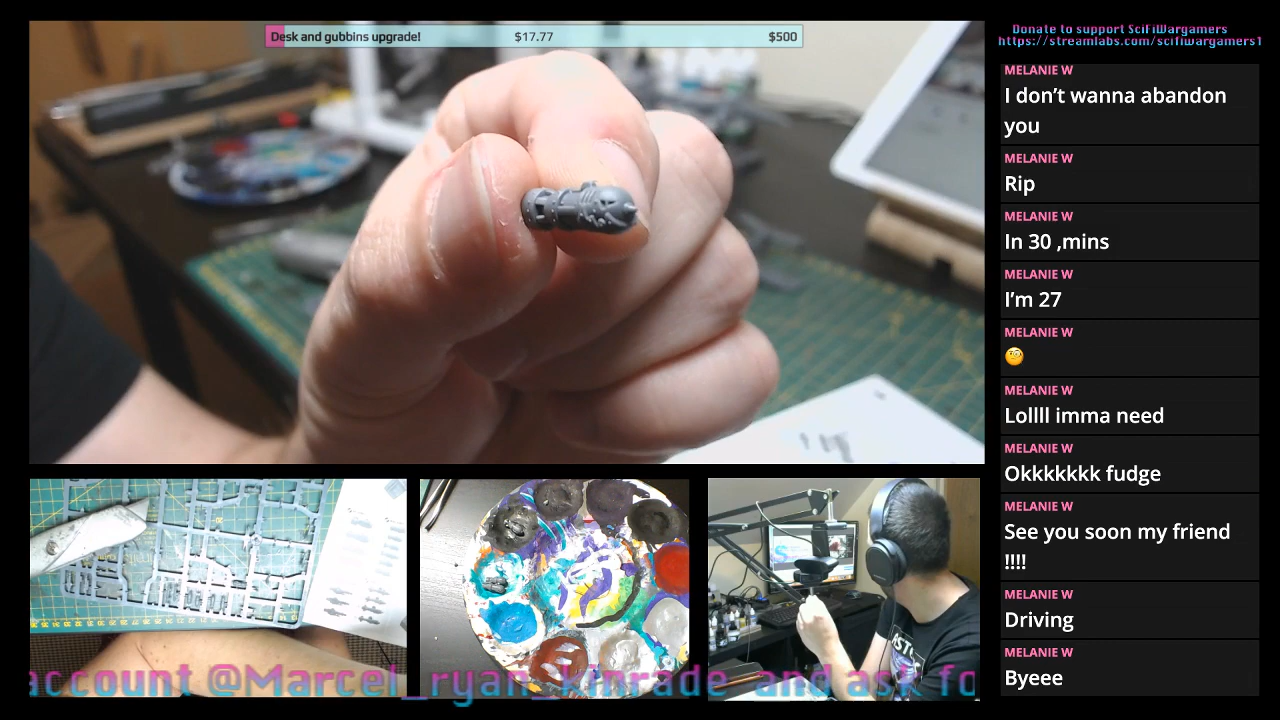 Desk and gubbins upgrade! $17.77 $500
Donate to support SciFiWargamers
https://streamlabs.com/scifiwargamers1
MELANIE W
I don’t wanna abandon
you
MELANIE W
Rip
MELANIE W
In 30 ,mins
MELANIE W
I’m 27
MELANIE W
🧐
MELANIE W
Lollll imma need
MELANIE W
Okkkkkkk fudge
MELANIE W
See you soon my friend
!!!!
MELANIE W
Driving
MELANIE W
Byeee
account @Marcel_ryan_kinrade and ask fo